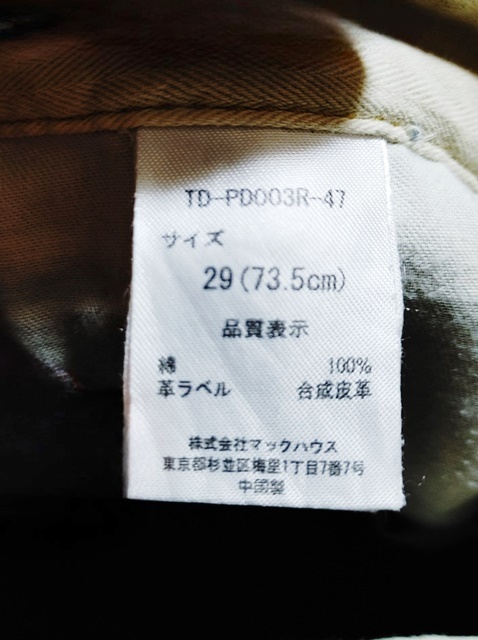 TD-PD003R-47
サイズ
29(73.5cm)
品質表示
綿 100%
革ラベル 合成皮革
株式会社マックハウス
東京都杉並区梅里1丁目7番7号
中国製